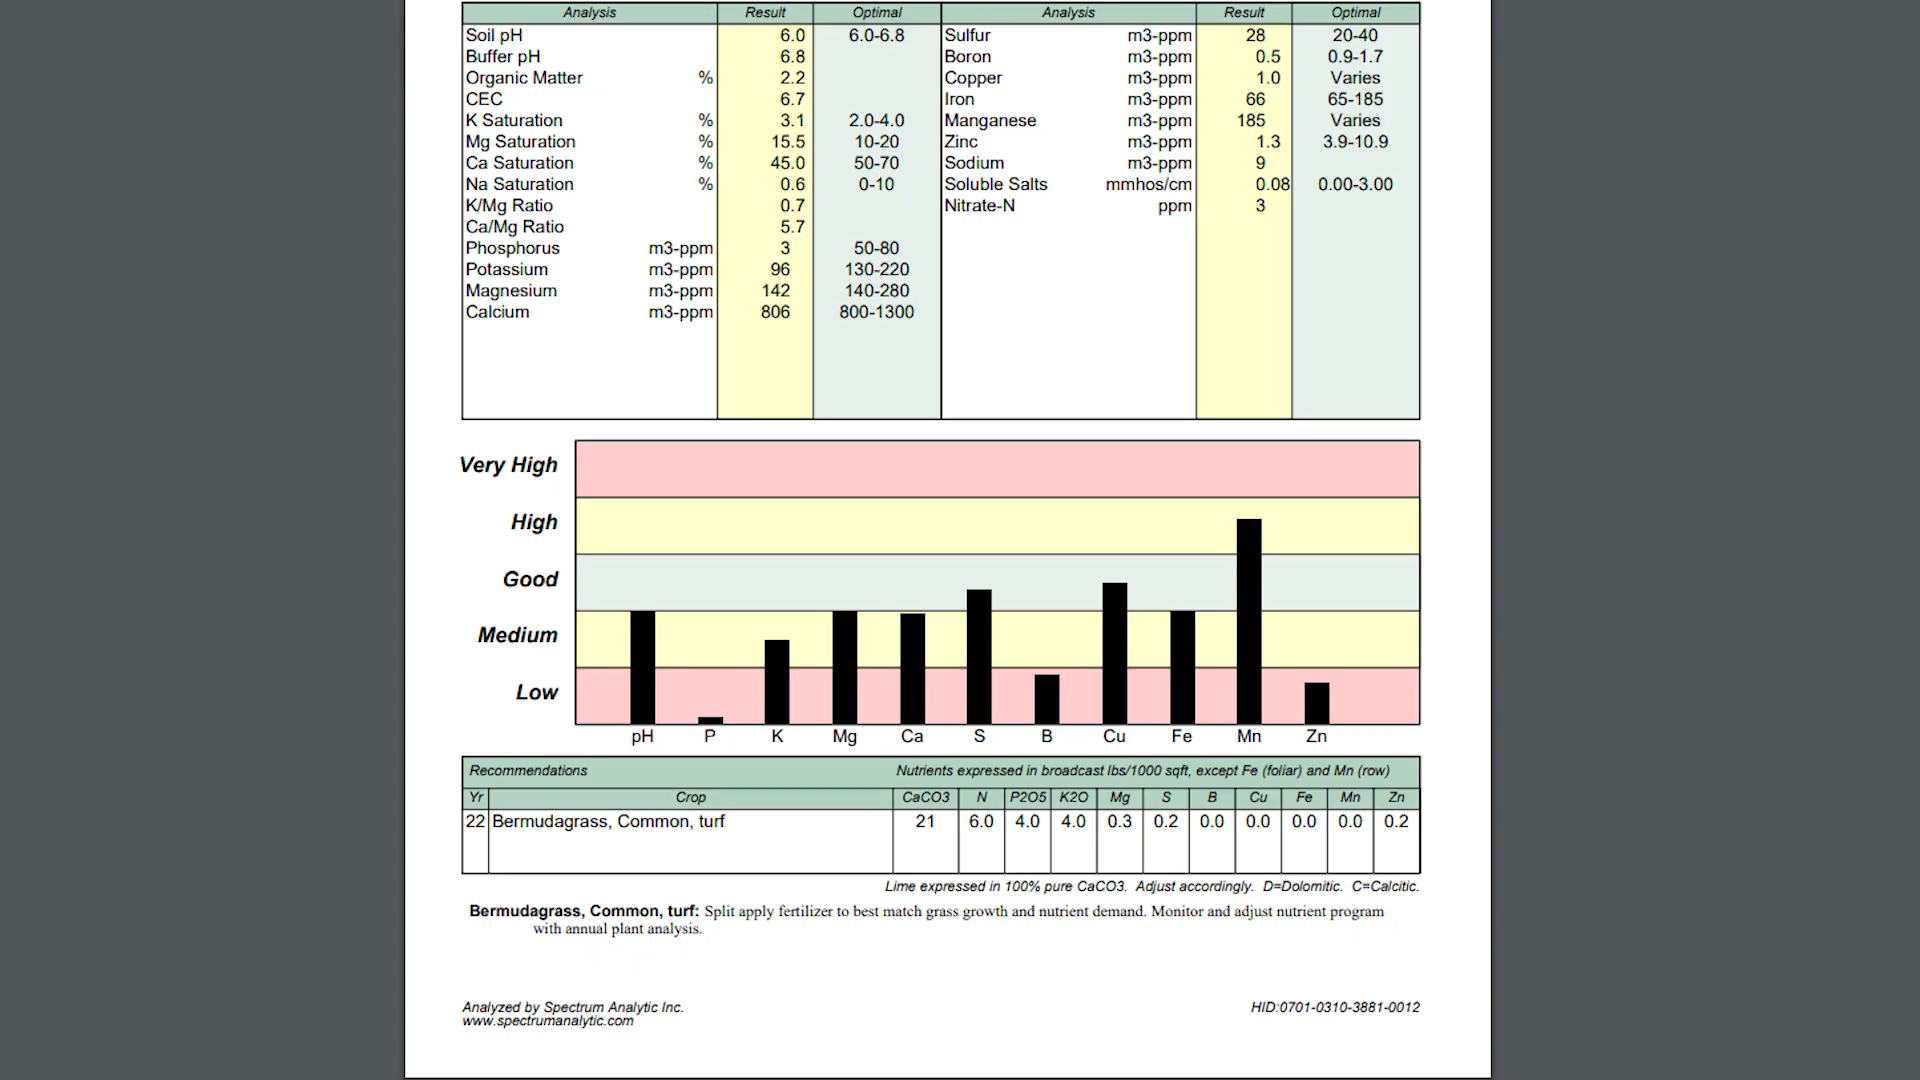 Analysis Result Optimal Analysis Result Optimal
Soil pH 6.0 6.0-6.8 Sulfur m3-ppm 28 20-40
Buffer pH 6.8 Boron m3-ppm 0.5 0.9-1.7
Organic Matter % 2.2 Copper m3-ppm 1.0 Varies
CEC 6.7 Iron m3-ppm 66 65-185
K Saturation % 3.1 2.0-4.0 Manganese m3-ppm 185 Varies
Mg Saturation % 15.5 10-20 Zinc m3-ppm 1.3 3.9-10.9
Ca Saturation % 45.0 50-70 Sodium m3-ppm 9
Na Saturation % 0.6 0-10 Soluble Salts mmhos/cm 0.08 0.00-3.00
K/Mg Ratio 0.7 Nitrate-N ppm 3
Ca/Mg Ratio 5.7
Phosphorus m3-ppm 3 50-80
Potassium m3-ppm 96 130-220
Magnesium m3-ppm 142 140-280
Calcium m3-ppm 806 800-1300
Very High
High
Good
Medium
Low
pH P K Mg Ca S B Cu Fe Mn Zn
Recommendations Nutrients expressed in broadcast lbs/1000 sqft, except Fe (foliar) and Mn (row)
Yr Crop CaCO3 N P2O5 K2O Mg S B Cu Fe Mn Zn
22 Bermudagrass, Common, turf 21 6.0 4.0 4.0 0.3 0.2 0.0 0.0 0.0 0.0 0.2
Lime expressed in 100% pure CaCO3. Adjust accordingly. D=Dolomitic. C=Calcitic.
Bermudagrass, Common, turf: Split apply fertilizer to best match grass growth and nutrient demand. Monitor and adjust nutrient program
with annual plant analysis.
Analyzed by Spectrum Analytic Inc. HID:0701-0310-3881-0012
www.spectrumanalytic.com